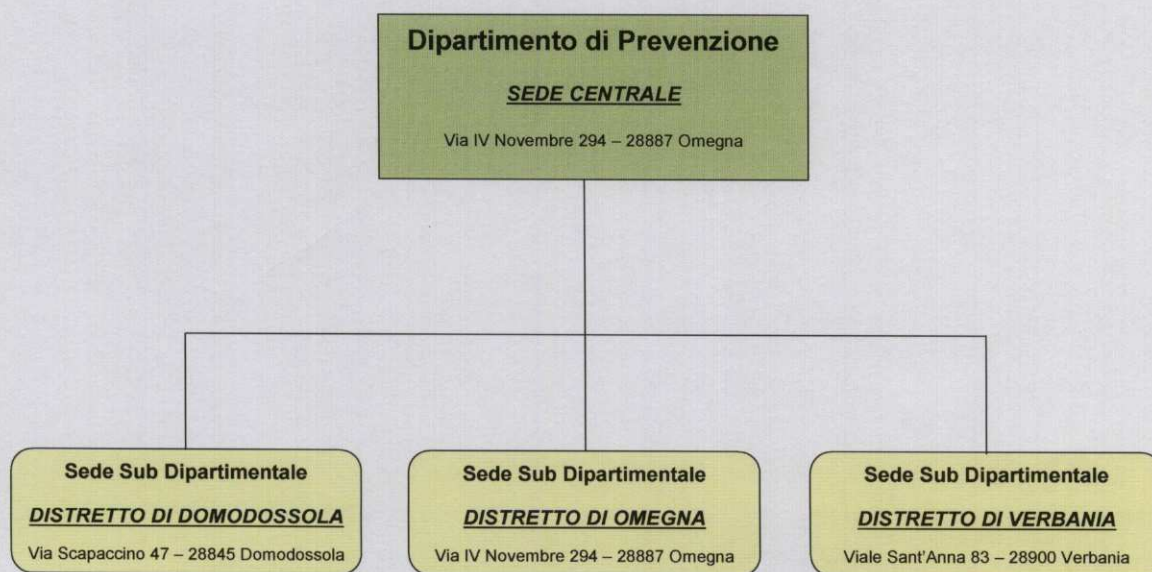 Dipartimento di Prevenzione
SEDE CENTRALE
Via IV Novembre 294 – 28887 Omegna
Sede Sub Dipartimentale
DISTRETTO DI DOMODOSSOLA
Via Scapaccino 47 – 28845 Domodossola
Sede Sub Dipartimentale
DISTRETTO DI OMEGNA
Via IV Novembre 294 – 28887 Omegna
Sede Sub Dipartimentale
DISTRETTO DI VERBANIA
Viale Sant'Anna 83 – 28900 Verbania